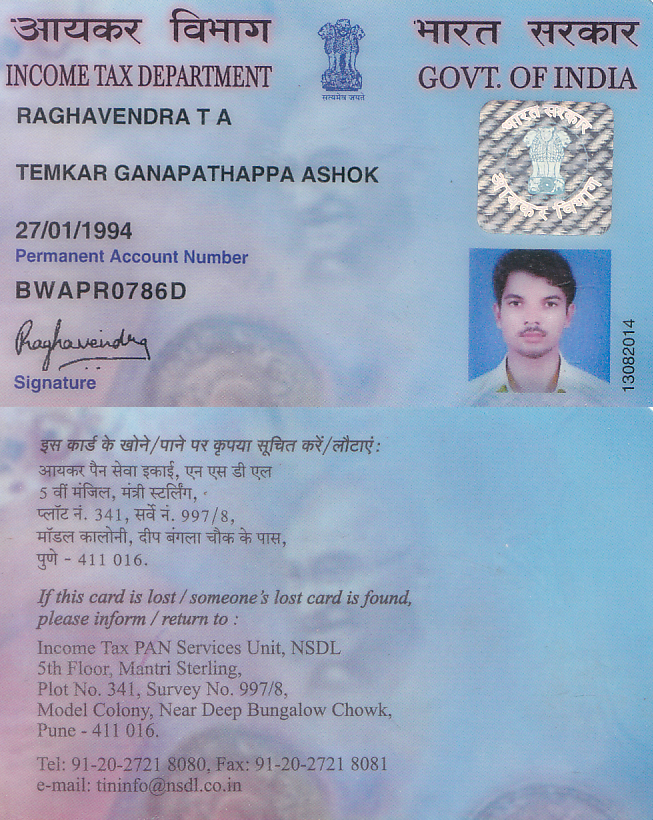 आयकर विभाग
INCOME TAX DEPARTMENT
सत्यमेव जयते
भारत सरकार
GOVT. OF INDIA
RAGHAVENDRA T A
TEMKAR GANAPATHAPPA ASHOK
27/01/1994
Permanent Account Number
BWAPR0786D
Raghavendra
Signature
भारत सरकार
आयकर विभाग
13082014
इस कार्ड के खोने/पाने पर कृपया सूचित करें/लौटाएं:
आयकर पैन सेवा इकाई, एन एस डी एल
5 वीं मंजिल, मंत्री स्टर्लिंग,
प्लॉट नं. 341, सर्वे नं. 997/8,
मॉडल कालोनी, दीप बंगला चौक के पास,
पुणे - 411 016.
If this card is lost / someone's lost card is found,
please inform / return to :
Income Tax PAN Services Unit, NSDL
5th Floor, Mantri Sterling,
Plot No. 341, Survey No. 997/8,
Model Colony, Near Deep Bungalow Chowk,
Pune - 411 016.
Tel: 91-20-2721 8080, Fax: 91-20-2721 8081
e-mail: tininfo@nsdl.co.in